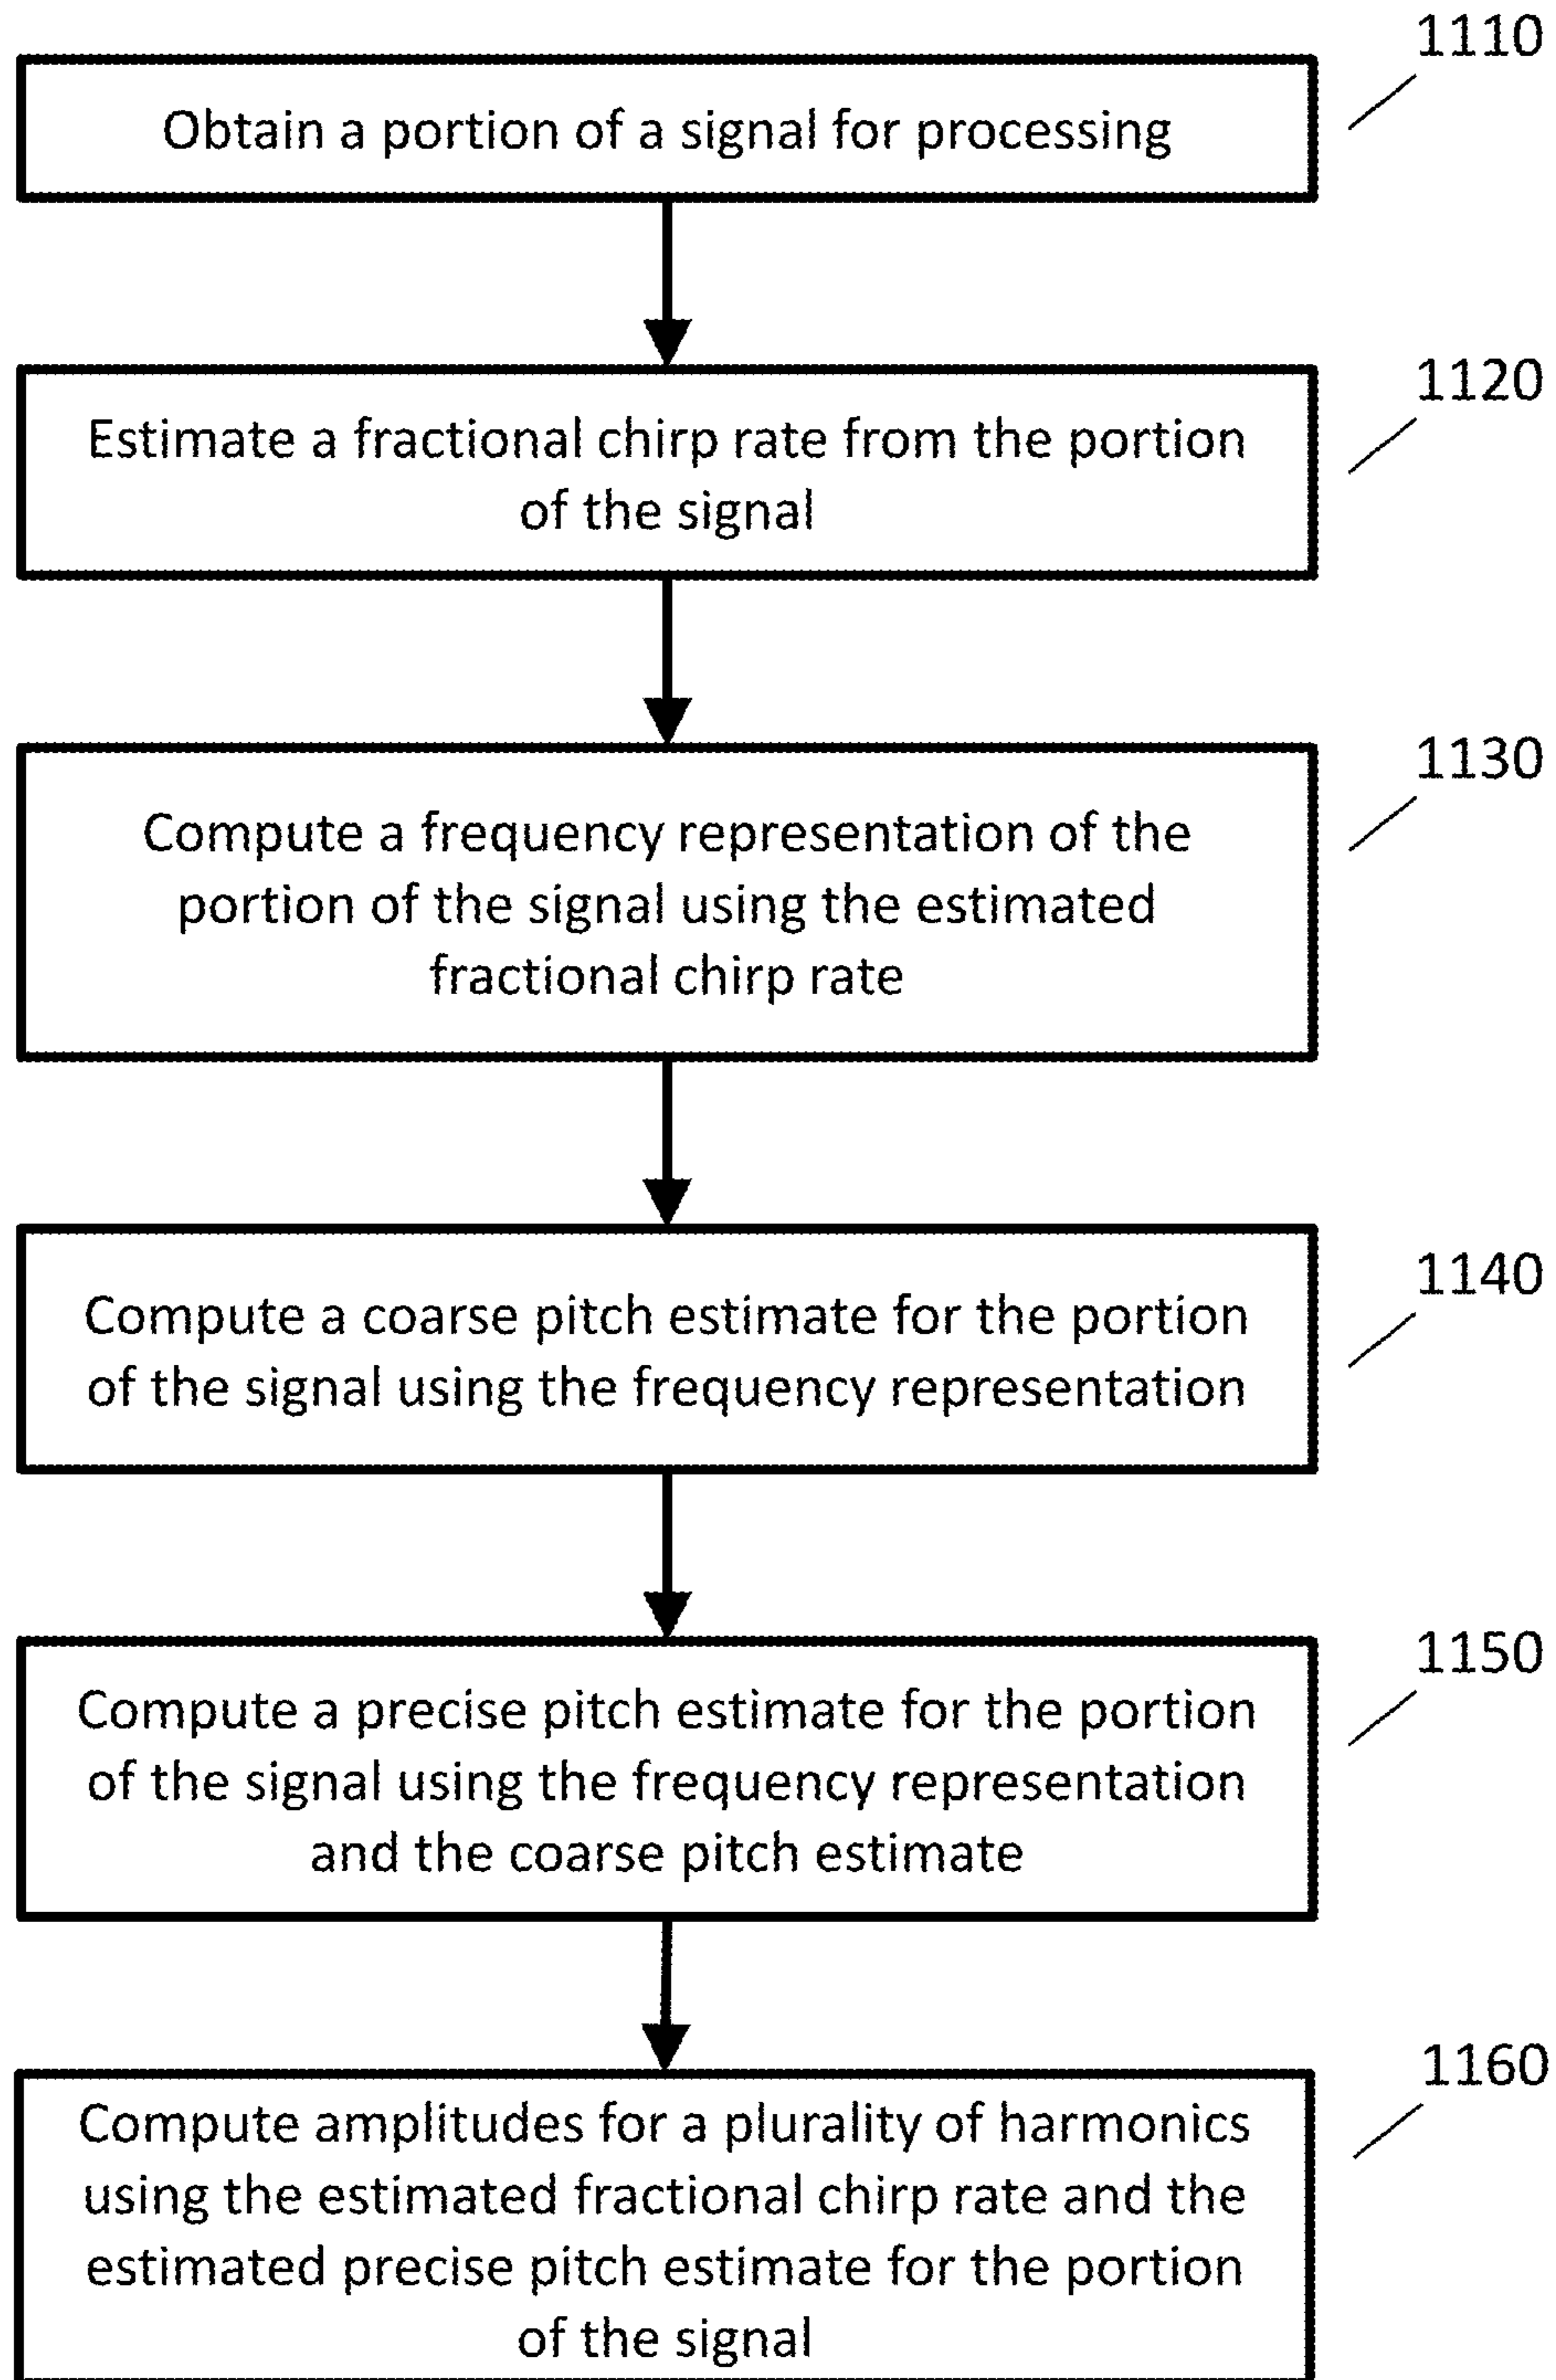 1110
Obtain a portion of a signal for processing
1120
Estimate a fractional chirp rate from the portion
of the signal
1130
Compute a frequency representation of the
portion of the signal using the estimated
fractional chirp rate
1140
Compute a coarse pitch estimate for the portion
of the signal using the frequency representation
1150
Compute a precise pitch estimate for the portion
of the signal using the frequency representation
and the coarse pitch estimate
1160
Compute amplitudes for a plurality of harmonics
using the estimated fractional chirp rate and the
estimated precise pitch estimate for the portion
of the signal